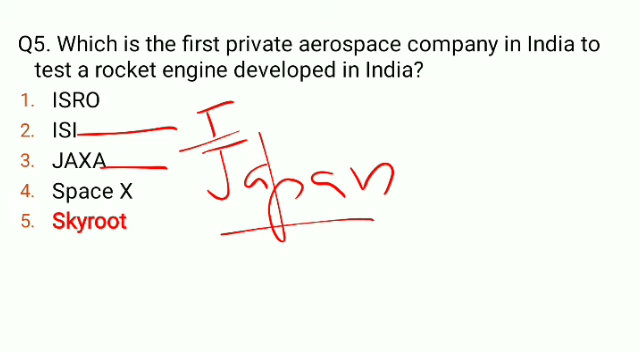 Q5. Which is the first private aerospace company in India to
test a rocket engine developed in India?
1. ISRO
2. ISI
3. JAXA
4. Space X
5. Skyroot
I
Japan